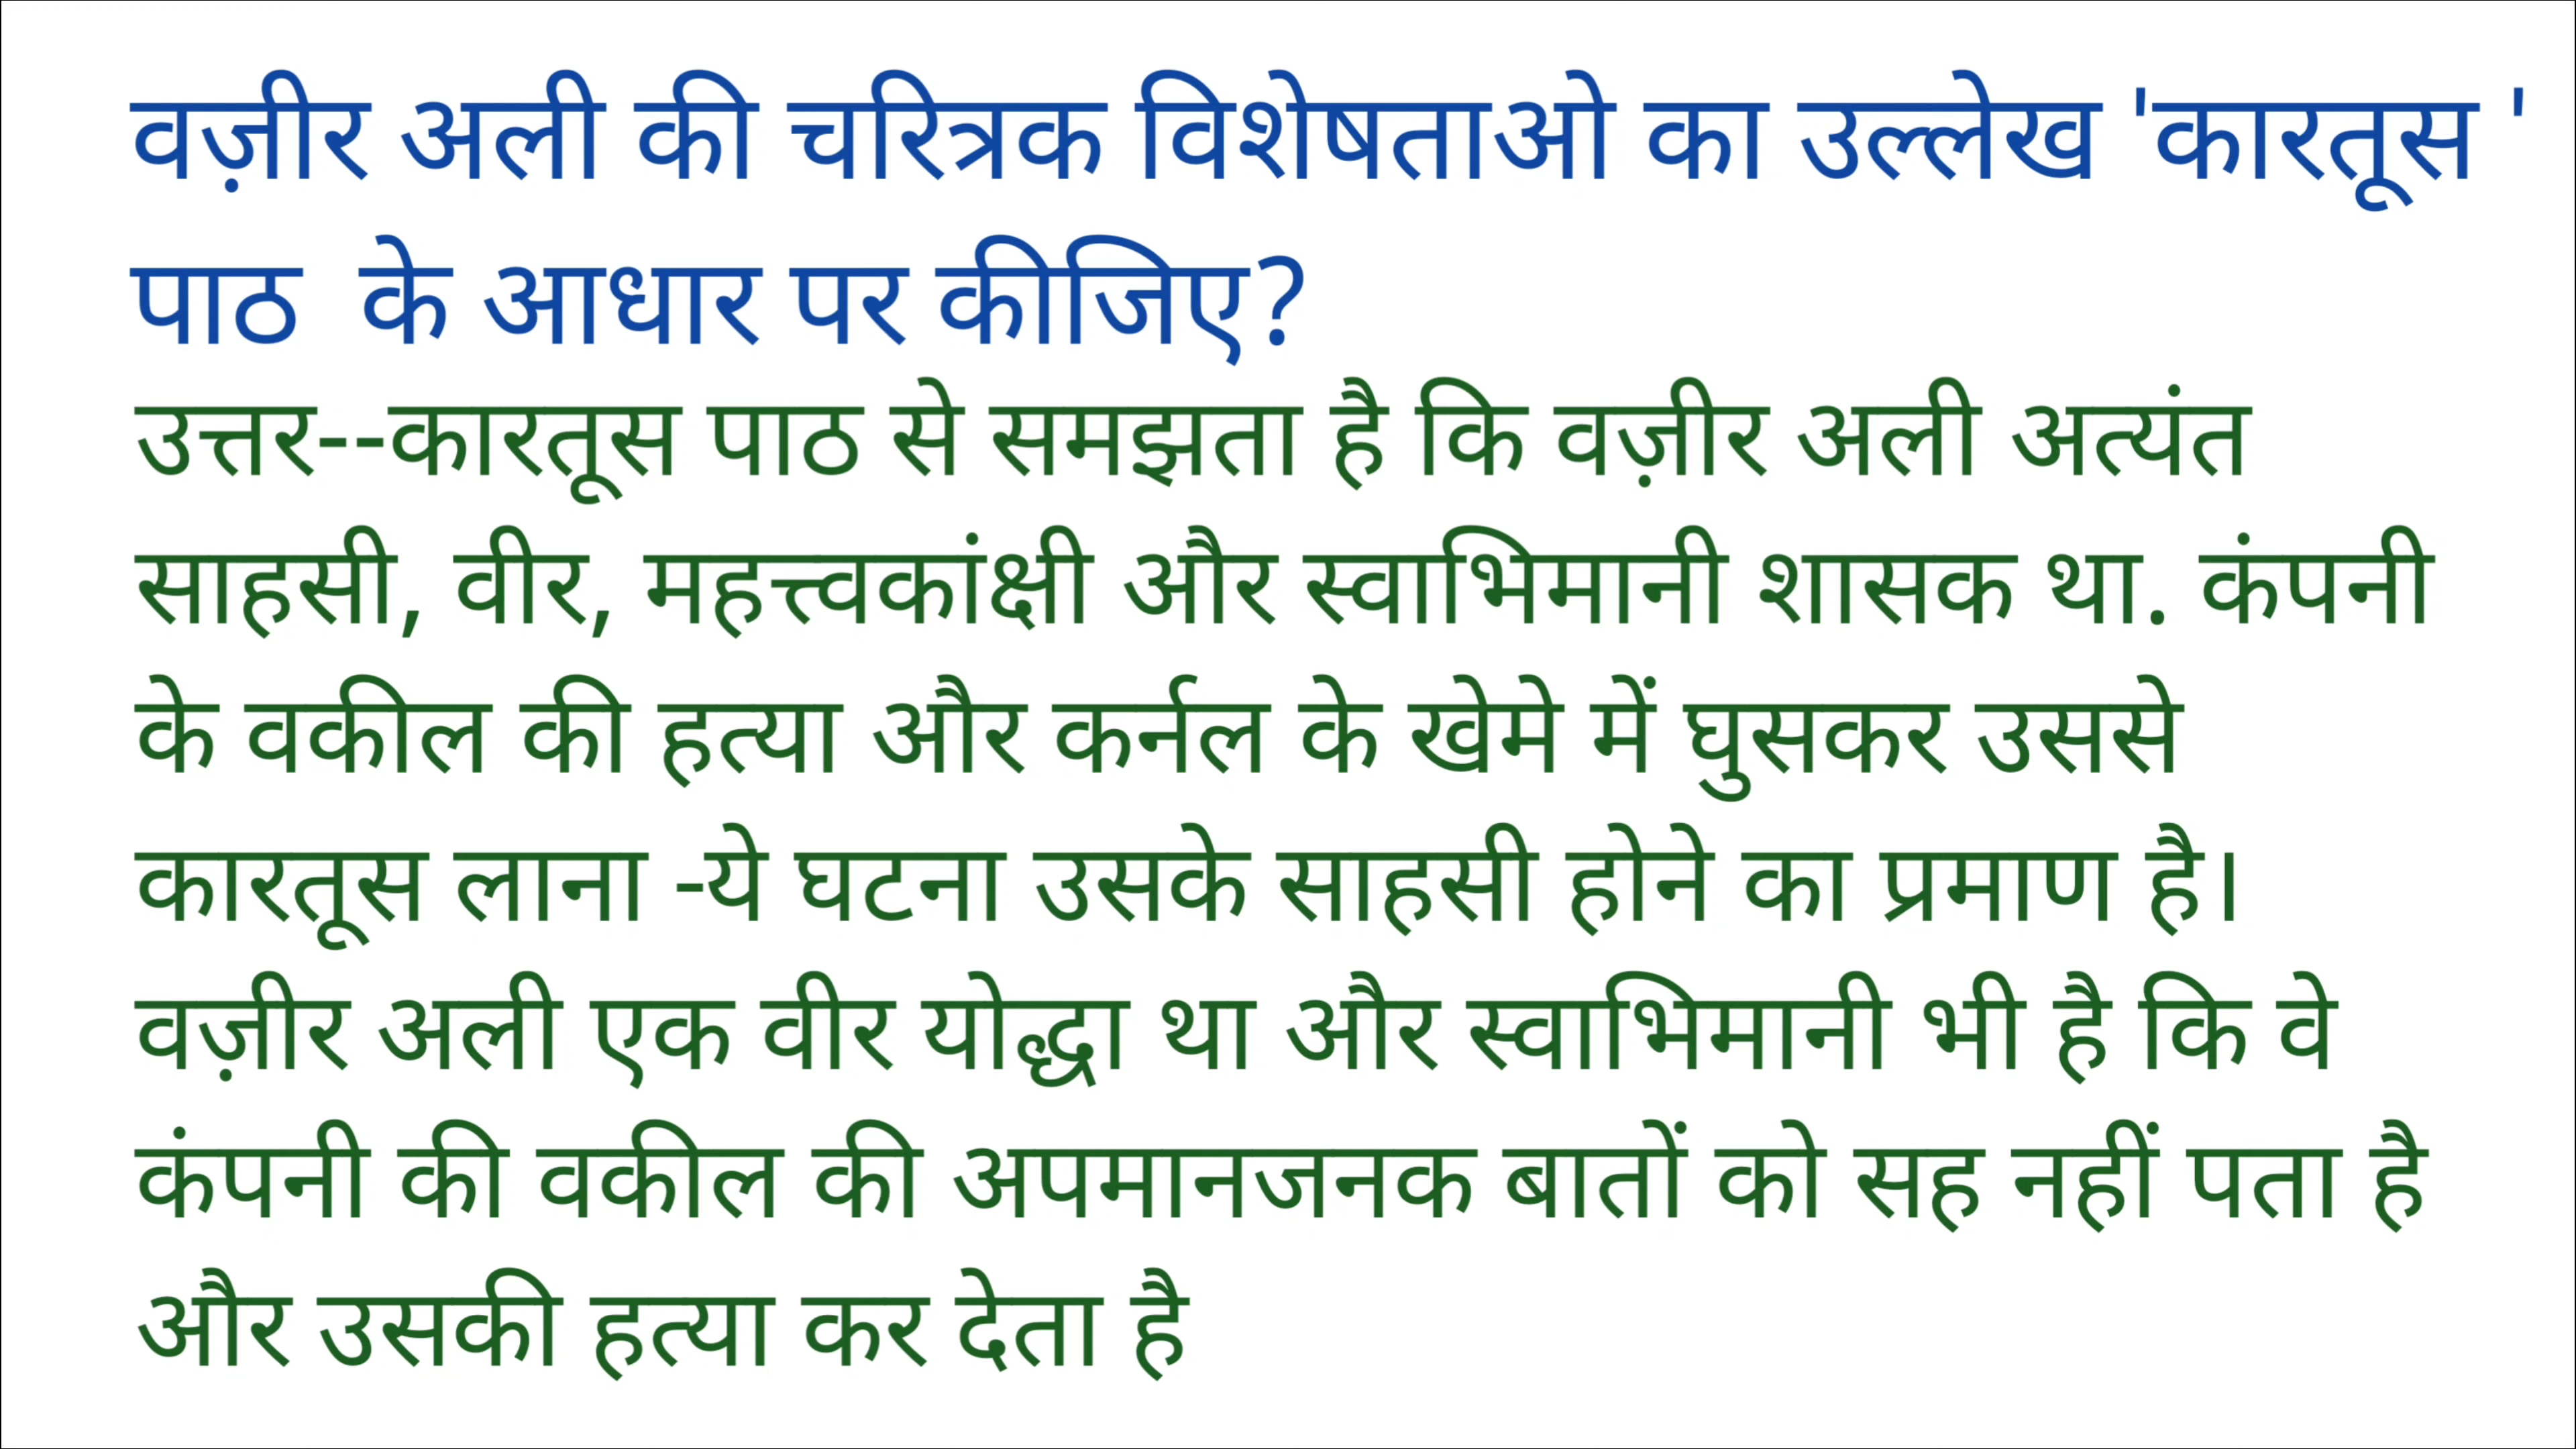 वज़ीर अली की चरित्रक विशेषताओ का उल्लेख 'कारतूस '
पाठ  के आधार पर कीजिए?
उत्तर--कारतूस पाठ से समझता है कि वज़ीर अली अत्यंत
साहसी, वीर, महत्त्वकांक्षी और स्वाभिमानी शासक था. कंपनी
के वकील की हत्या और कर्नल के खेमे में घुसकर उससे
कारतूस लाना -ये घटना उसके साहसी होने का प्रमाण है।
वज़ीर अली एक वीर योद्धा था और स्वाभिमानी भी है कि वे
कंपनी की वकील की अपमानजनक बातों को सह नहीं पता है
और उसकी हत्या कर देता है